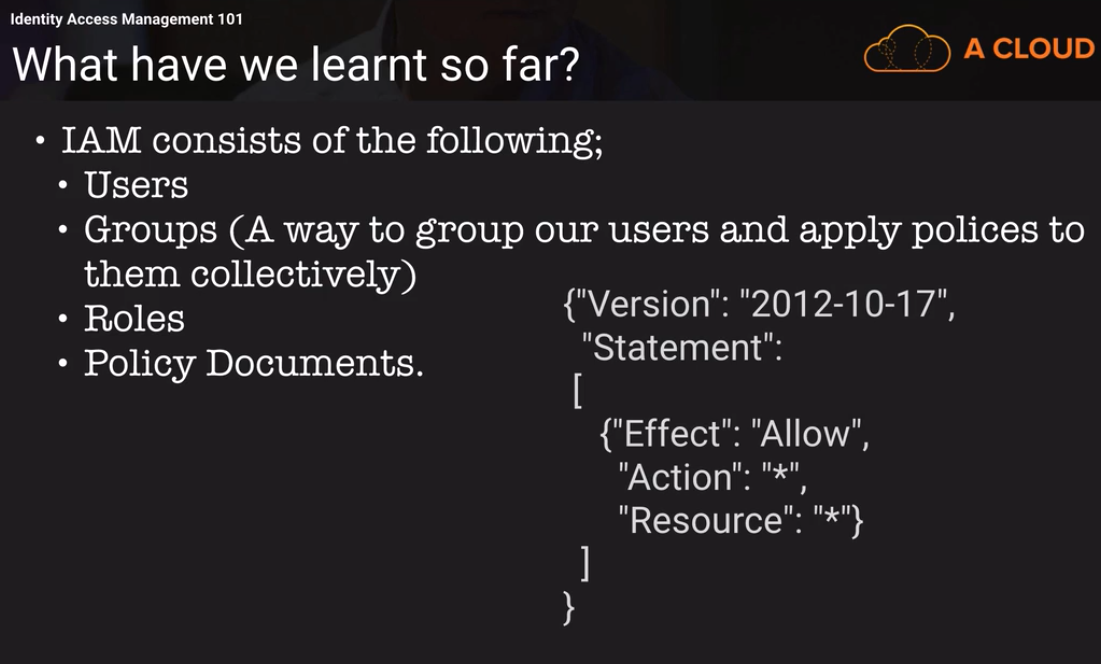 Identity Access Management 101
What have we learnt so far?
A CLOUD
• IAM consists of the following;
• Users
• Groups (A way to group our users and apply polices to
them collectively)
• Roles
• Policy Documents.
{"Version": "2012-10-17",
"Statement":
[
{"Effect": "Allow",
"Action": "*",
"Resource": "*"}
]
}